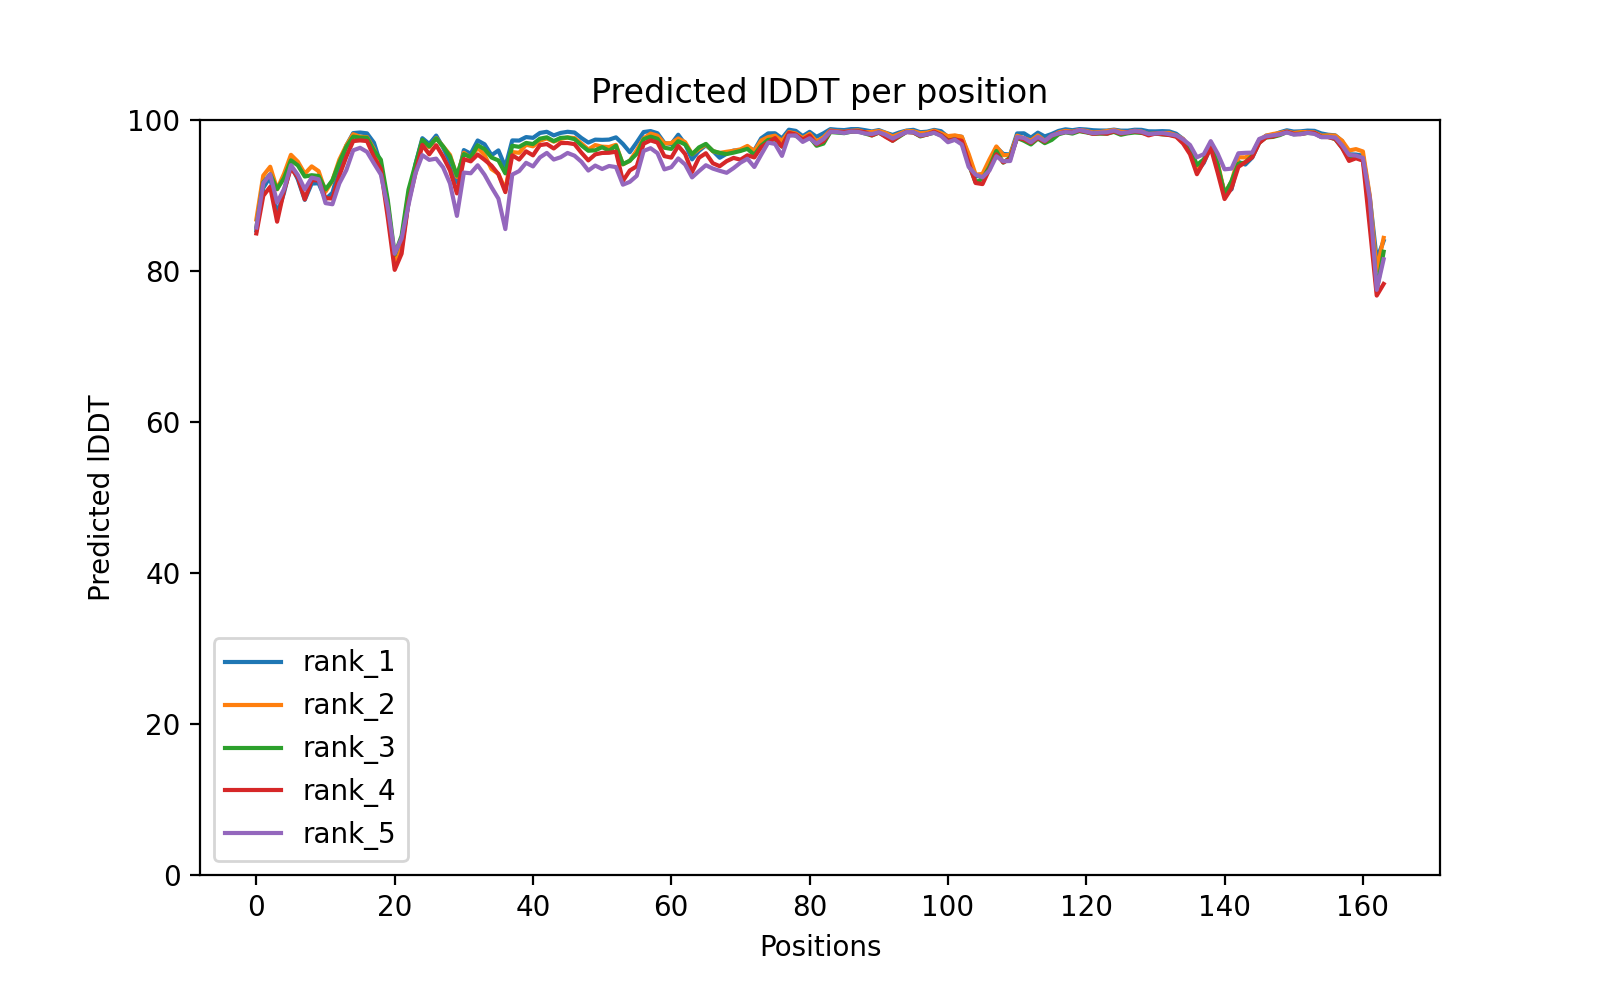 Predicted lDDT per position
100
80
60
40
20
0
Predicted lDDT
rank_1
rank_2
rank_3
rank_4
rank_5
0 20 40 60 80 100 120 140 160
Positions